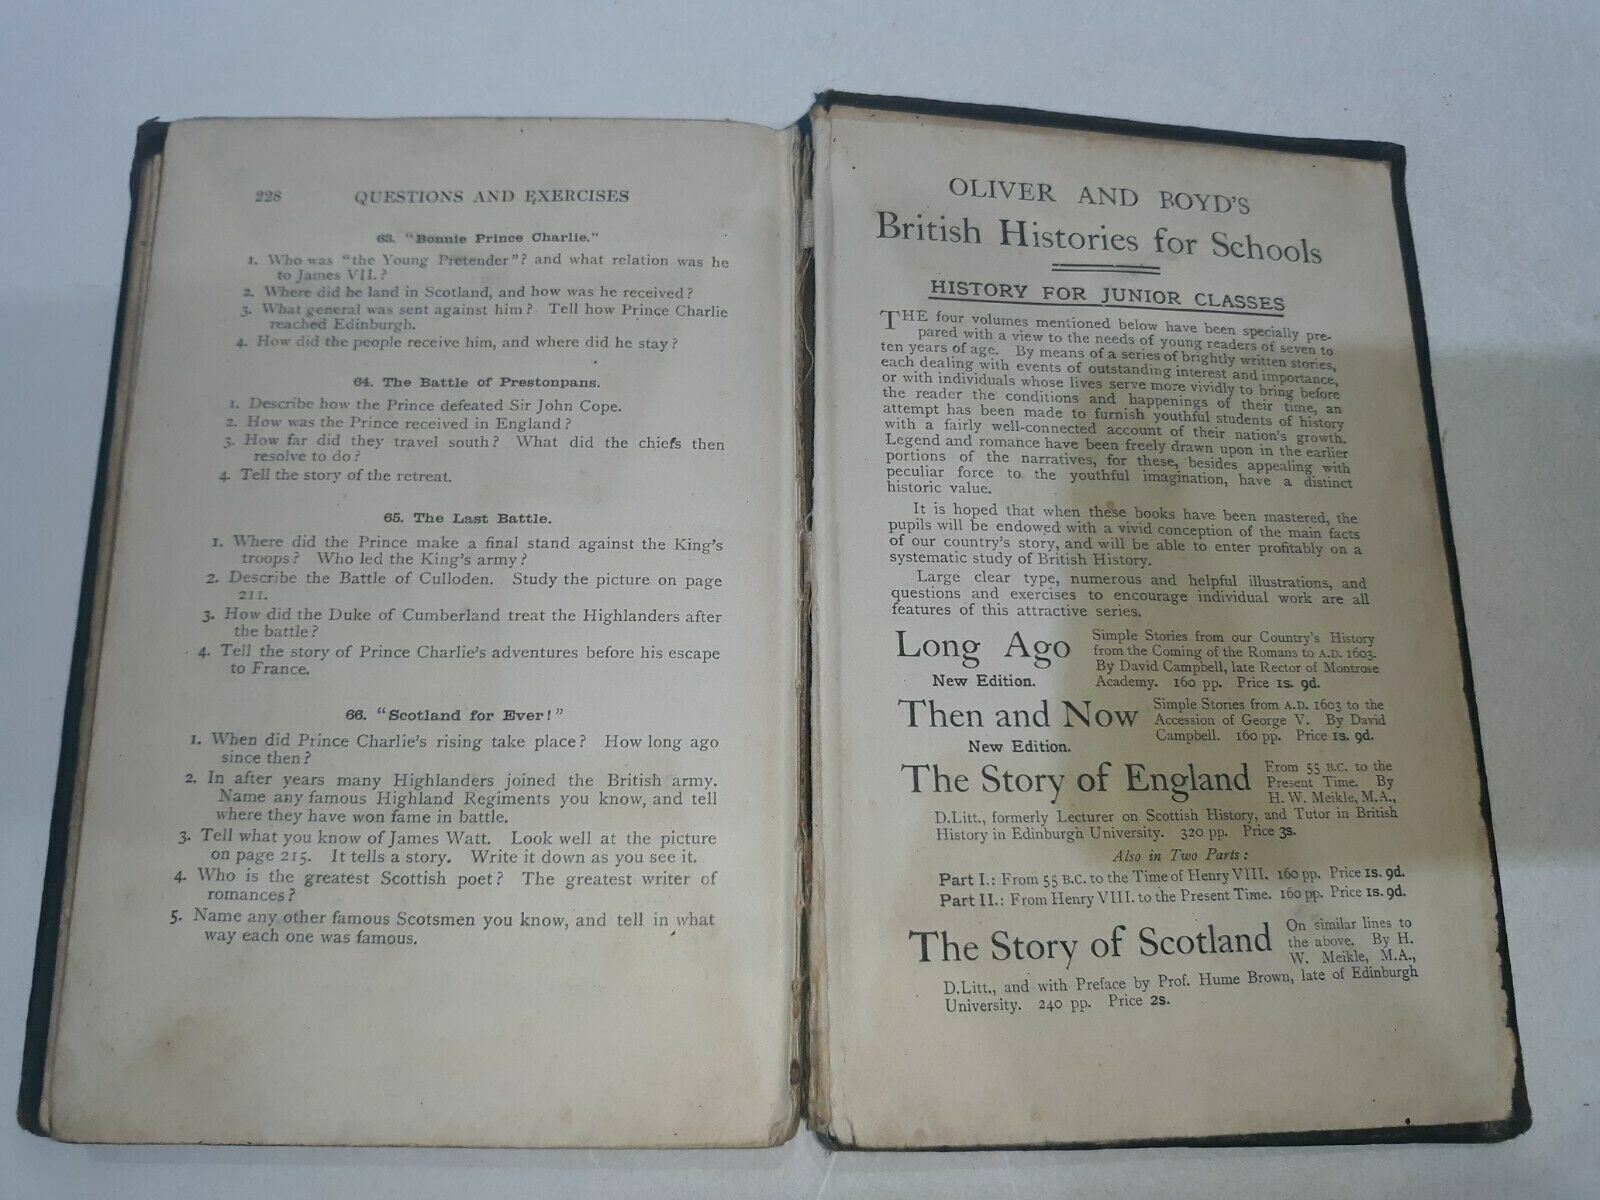 228 QUESTIONS AND EXERCISES
63. "Bonnie Prince Charlie."
1. Who was "the Young Pretender"? and what relation was he
to James VII.?
2. Where did he land in Scotland, and how was he received?
3. What general was sent against him? Tell how Prince Charlie
reached Edinburgh.
4. How did the people receive him, and where did he stay?
64. The Battle of Prestonpans.
1. Describe how the Prince defeated Sir John Cope.
2. How was the Prince received in England?
3. How far did they travel south? What did the chiefs then
resolve to do?
4. Tell the story of the retreat.
65. The Last Battle.
1. Where did the Prince make a final stand against the King's
troops? Who led the King's army?
2. Describe the Battle of Culloden. Study the picture on page
211.
3. How did the Duke of Cumberland treat the Highlanders after
the battle?
4. Tell the story of Prince Charlie's adventures before his escape
to France.
66. "Scotland for Ever!"
1. When did Prince Charlie's rising take place? How long ago
since then?
2. In after years many Highlanders joined the British army.
Name any famous Highland Regiments you know, and tell
where they have won fame in battle.
3. Tell what you know of James Watt. Look well at the picture
on page 215. It tells a story. Write it down as you see it.
4. Who is the greatest Scottish poet? The greatest writer of
romances?
5. Name any other famous Scotsmen you know, and tell in what
way each one was famous.
OLIVER AND BOYD'S
British Histories for Schools
HISTORY FOR JUNIOR CLASSES
THE four volumes mentioned below have been specially pre-
pared with a view to the needs of young readers of seven to
ten years of age. By means of a series of brightly written stories,
each dealing with events of outstanding interest and importance,
or with individuals whose lives serve more vividly to bring before
the reader the conditions and happenings of their time, an
attempt has been made to furnish youthful students of history
with a fairly well-connected account of their nation's growth.
Legend and romance have been freely drawn upon in the earlier
portions of the narratives, for these, besides appealing with
peculiar force to the youthful imagination, have a distinct
historic value.
It is hoped that when these books have been mastered, the
pupils will be endowed with a vivid conception of the main facts
of our country's story, and will be able to enter profitably on a
systematic study of British History.
Large clear type, numerous and helpful illustrations, and
questions and exercises to encourage individual work are all
features of this attractive series.
Long Ago Simple Stories from our Country's History
from the Coming of the Romans to A.D. 1603.
By David Campbell, late Rector of Montrose
New Edition. Academy. 160 pp. Price 1s. 9d.
Then and Now Simple Stories from A.D. 1603 to the
Accession of George V. By David
New Edition. Campbell. 160 pp. Price 1s. 9d.
The Story of England From 55 B.C. to the
Present Time. By
H. W. Meikle, M.A.,
D.Litt., formerly Lecturer on Scottish History, and Tutor in British
History in Edinburgh University. 320 pp. Price 3s.
Also in Two Parts:
Part I.: From 55 B.C. to the Time of Henry VIII. 160 pp. Price 1s. 9d.
Part II.: From Henry VIII. to the Present Time. 160 pp. Price 1s. 9d.
The Story of Scotland On similar lines to
the above. By H.
W. Meikle, M.A.,
D.Litt., and with Preface by Prof. Hume Brown, late of Edinburgh
University. 240 pp. Price 2s.